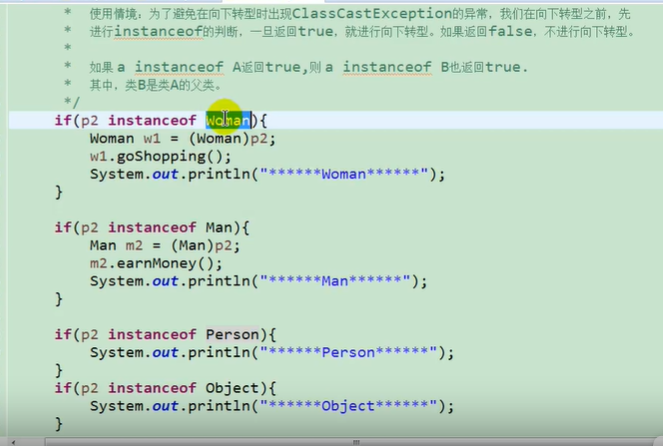 * 使用情境：为了避免在向下转型时出现ClassCastException的异常，我们在向下转型之前，先
* 进行instanceof的判断，一旦返回true，就进行向下转型。如果返回false，不进行向下转型。
*
* 如果 a instanceof A返回true,则 a instanceof B也返回true.
* 其中，类B是类A的父类。
*/
if(p2 instanceof Woman){
Woman w1 = (Woman)p2;
w1.goShopping();
System.out.println("******Woman******");
}
if(p2 instanceof Man){
Man m2 = (Man)p2;
m2.earnMoney();
System.out.println("******Man******");
}
if(p2 instanceof Person){
System.out.println("******Person******");
}
if(p2 instanceof Object){
System.out.println("******Object******");
}